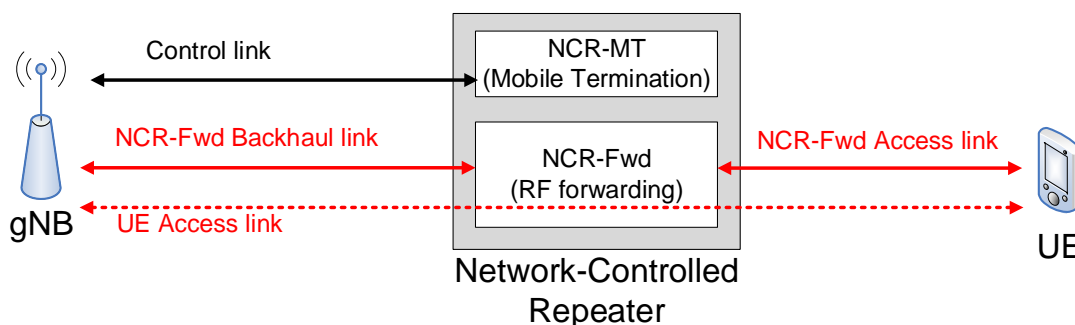 Control link
NCR-MT
(Mobile Termination)
NCR-Fwd Backhaul link
NCR-Fwd
(RF forwarding)
NCR-Fwd Access link
UE Access link
gNB
UE
Network-Controlled
Repeater